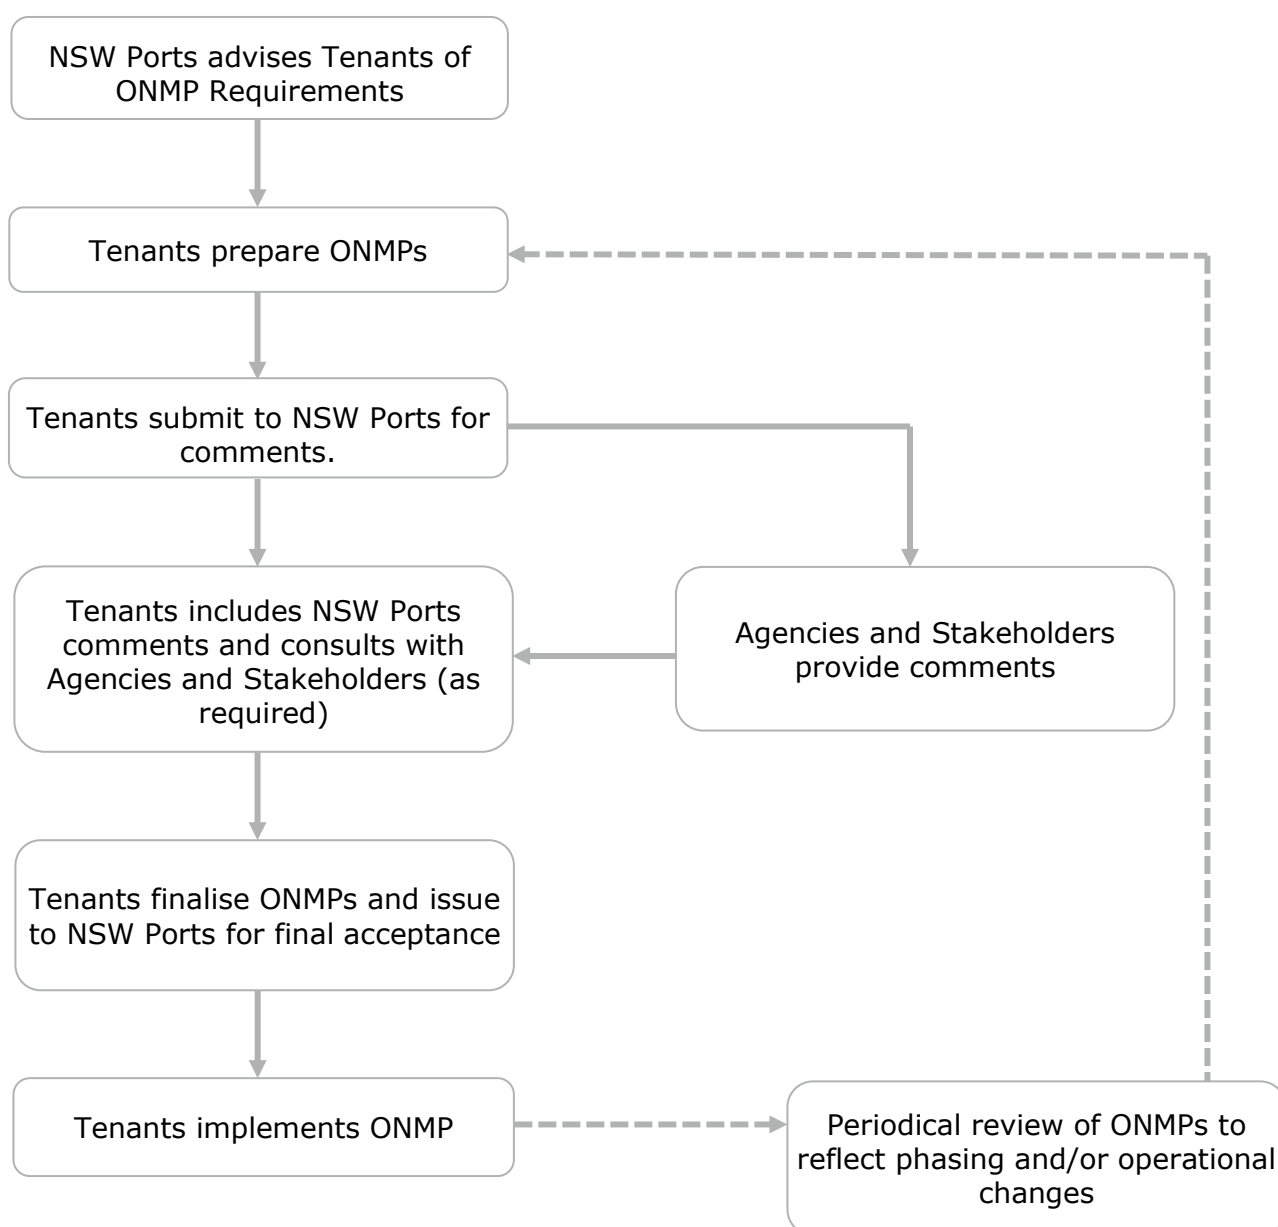 NSW Ports advises Tenants of
ONMP Requirements
Tenants prepare ONMPs
Tenants submit to NSW Ports for
comments.
Tenants includes NSW Ports
comments and consults with
Agencies and Stakeholders (as
required)
Agencies and Stakeholders
provide comments
Tenants finalise ONMPs and issue
to NSW Ports for final acceptance
Tenants implements ONMP
Periodical review of ONMPs to
reflect phasing and/or operational
changes